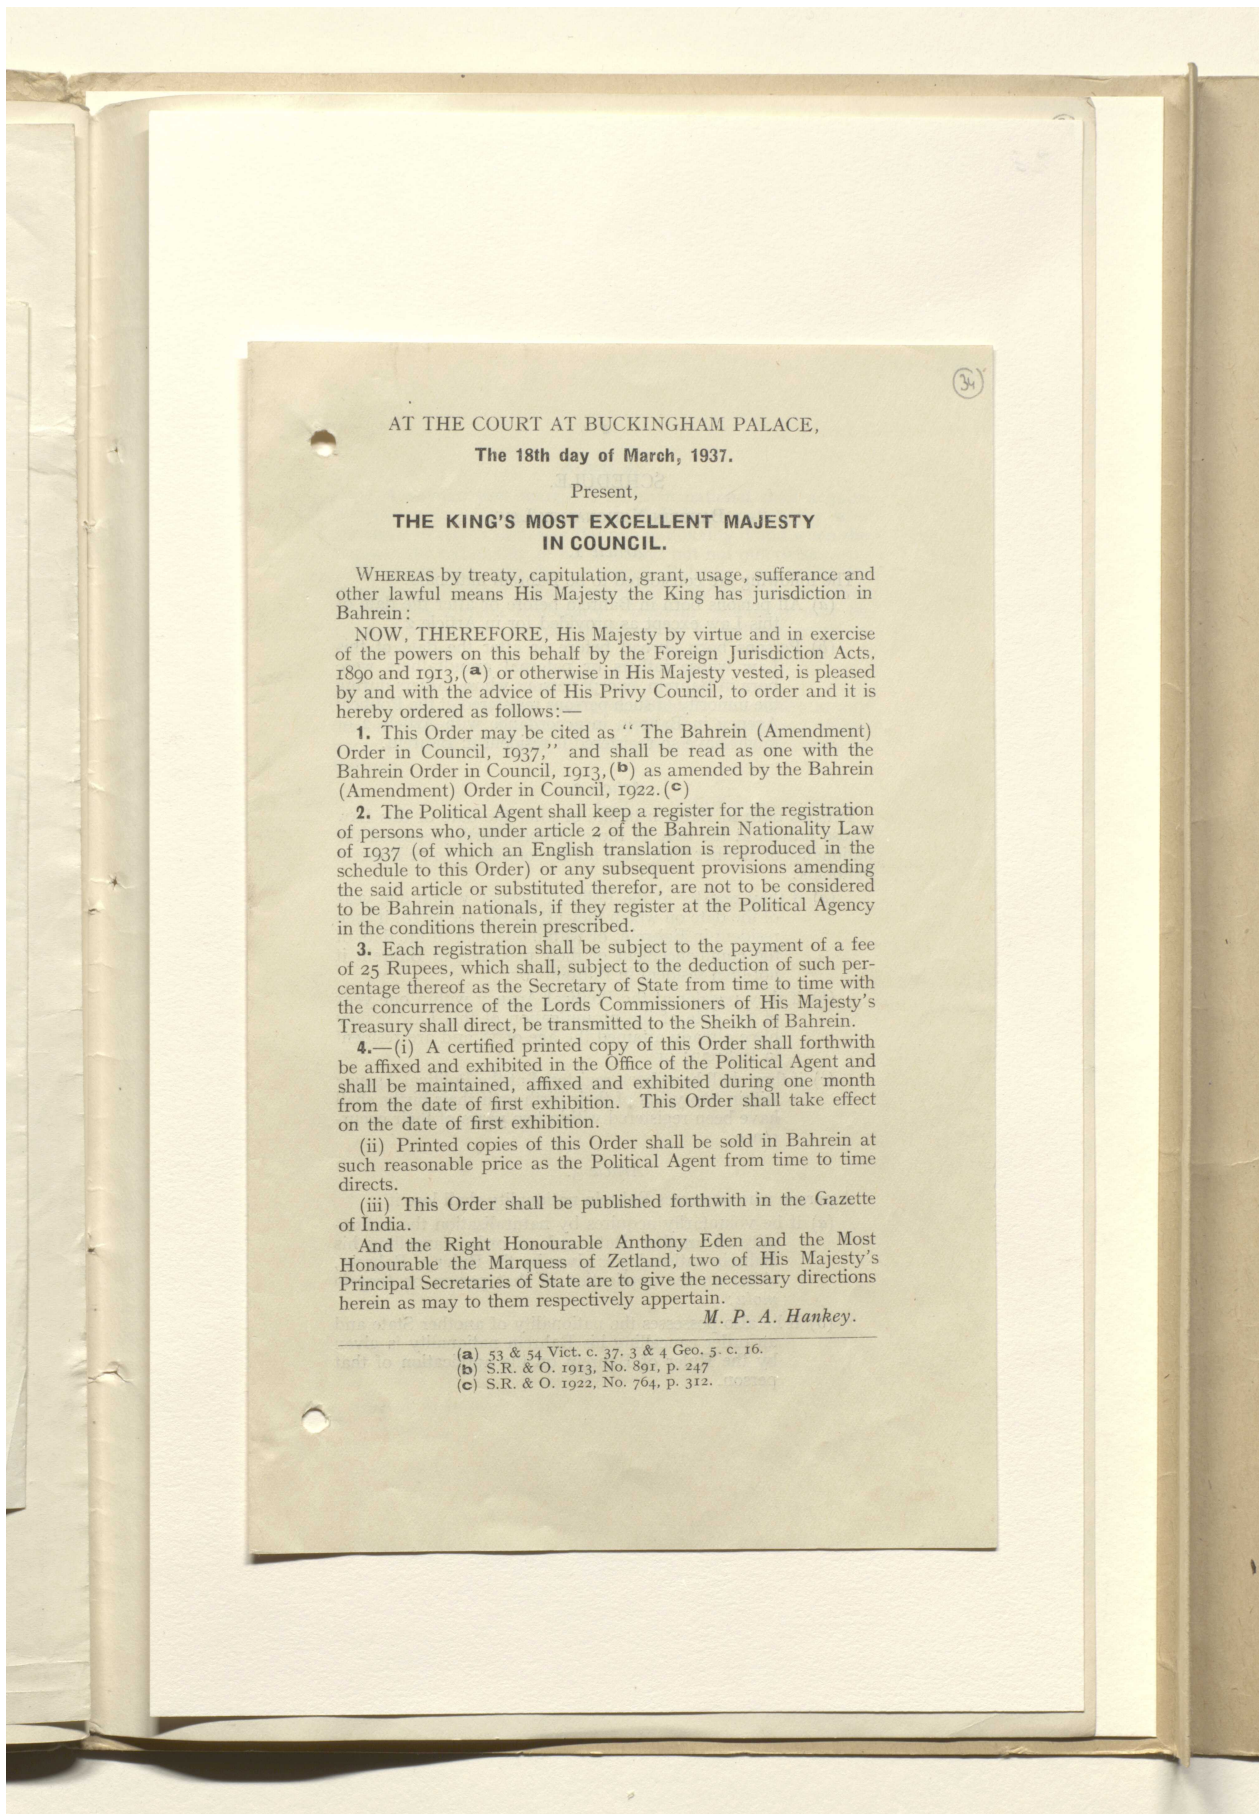 34
AT THE COURT AT BUCKINGHAM PALACE,
The 18th day of March, 1937.
Present,
THE KING'S MOST EXCELLENT MAJESTY
IN COUNCIL.
WHEREAS by treaty, capitulation, grant, usage, sufferance and
other lawful means His Majesty the King has jurisdiction in
Bahrein:
NOW, THEREFORE, His Majesty by virtue and in exercise
of the powers on this behalf by the Foreign Jurisdiction Acts,
1890 and 1913,(a) or otherwise in His Majesty vested, is pleased
by and with the advice of His Privy Council, to order and it is
hereby ordered as follows:—
1. This Order may be cited as " The Bahrein (Amendment)
Order in Council, 1937," and shall be read as one with the
Bahrein Order in Council, 1913,(b) as amended by the Bahrein
(Amendment) Order in Council, 1922.(c)
2. The Political Agent shall keep a register for the registration
of persons who, under article 2 of the Bahrein Nationality Law
of 1937 (of which an English translation is reproduced in the
schedule to this Order) or any subsequent provisions amending
the said article or substituted therefor, are not to be considered
to be Bahrein nationals, if they register at the Political Agency
in the conditions therein prescribed.
3. Each registration shall be subject to the payment of a fee
of 25 Rupees, which shall, subject to the deduction of such per-
centage thereof as the Secretary of State from time to time with
the concurrence of the Lords Commissioners of His Majesty's
Treasury shall direct, be transmitted to the Sheikh of Bahrein.
4.—(i) A certified printed copy of this Order shall forthwith
be affixed and exhibited in the Office of the Political Agent and
shall be maintained, affixed and exhibited during one month
from the date of first exhibition. This Order shall take effect
on the date of first exhibition.
(ii) Printed copies of this Order shall be sold in Bahrein at
such reasonable price as the Political Agent from time to time
directs.
(iii) This Order shall be published forthwith in the Gazette
of India.
And the Right Honourable Anthony Eden and the Most
Honourable the Marquess of Zetland, two of His Majesty's
Principal Secretaries of State are to give the necessary directions
herein as may to them respectively appertain.
M. P. A. Hankey.
(a) 53 & 54 Vict. c. 37. 3 & 4 Geo. 5. c. 16.
(b) S.R. & O. 1913, No. 891, p. 247
(c) S.R. & O. 1922, No. 764, p. 312.